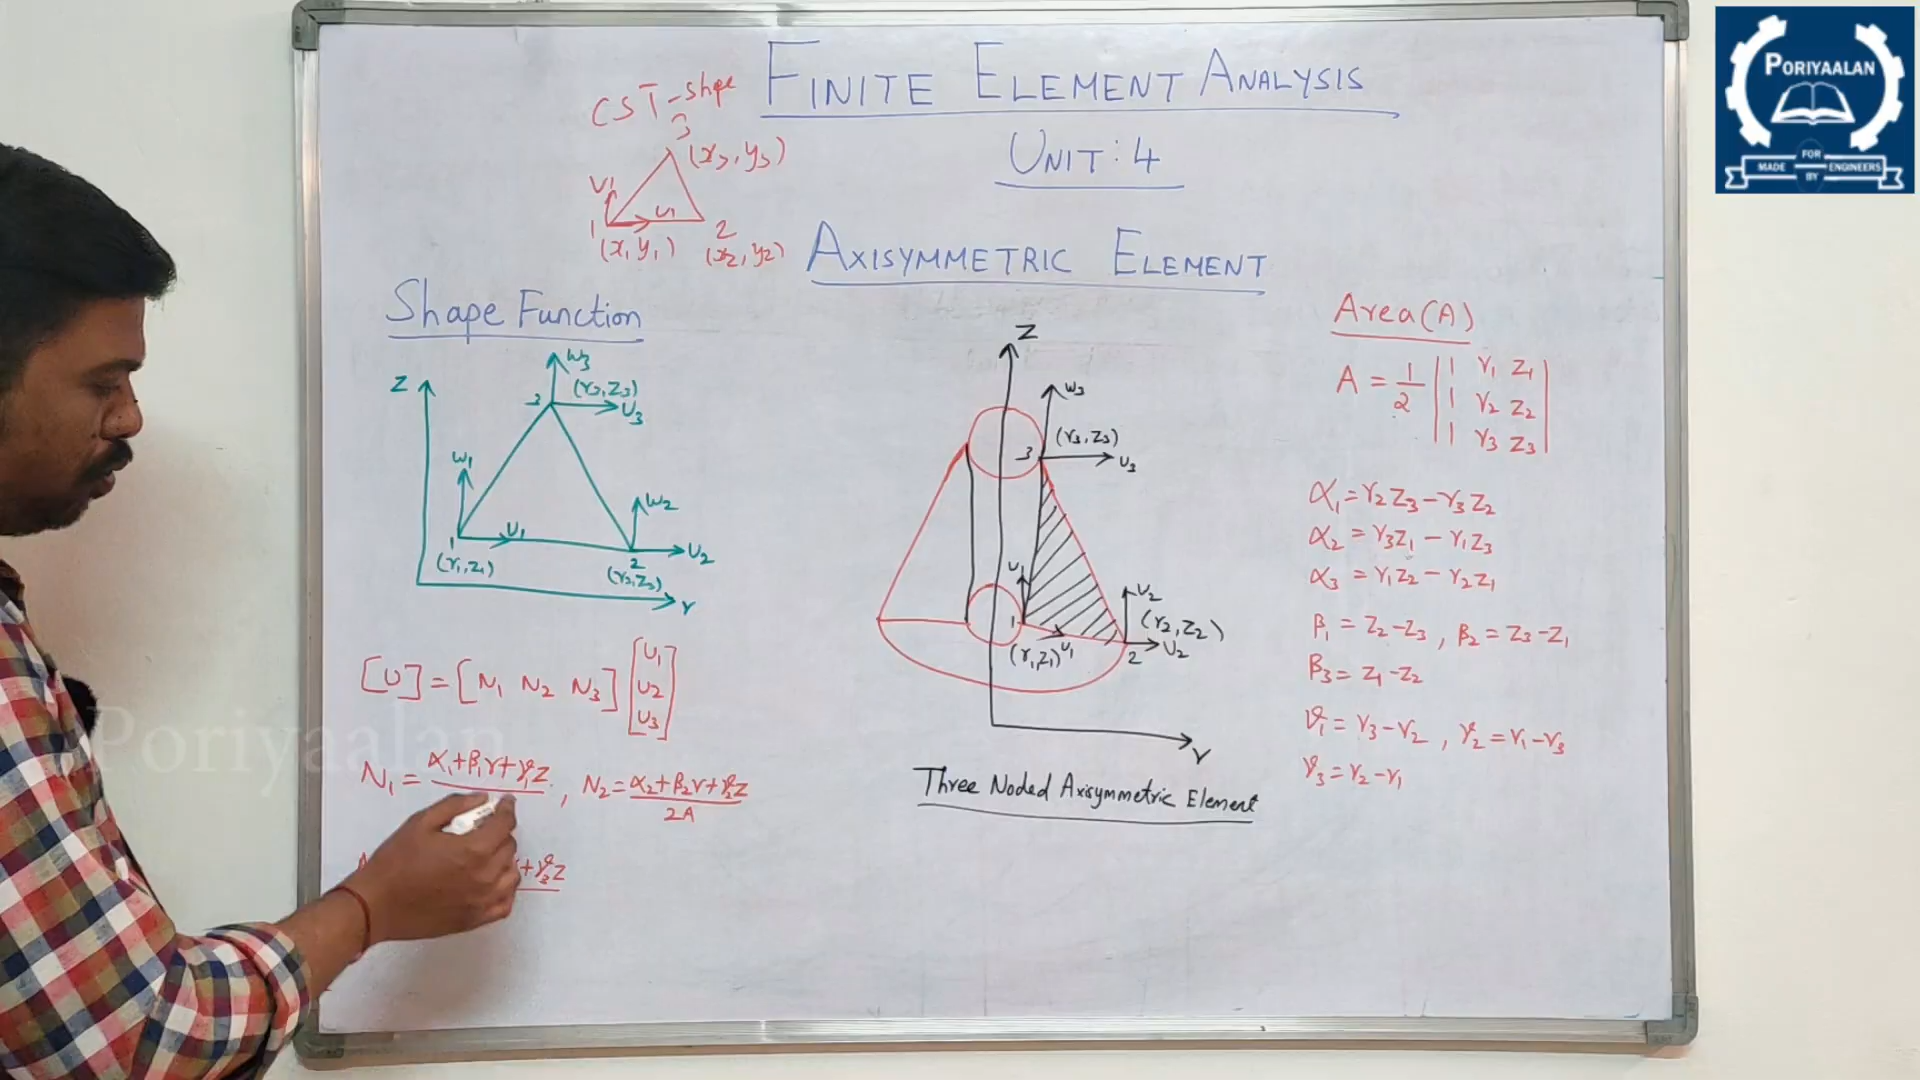 FINITE ELEMENT ANALYSIS
UNIT: 4
AXISYMMETRIC ELEMENT
CST-shpe
3
(x3, y3)
V1
U1
1
(x1 y1)
2
(x2, y2)
Shape Function
Z
W3
(r3, z3)
3
U3
W1
1
U1
(r1, z1)
W2
U2
2
(r2, z2)
r
[U] = [N1 N2 N3] [U1 U2 U3]
N1 = α1+β1r+γ1z , N2 = α2+β2r+γ2z / 2A
+γ3z
Z
W3
(r3, z3)
3
U3
U1
1
(r1, z1) U1
U2
(r2, z2)
2 U2
r
Three Noded Axisymmetric Element
Area (A)
A = 1/2 | 1 r1 z1
1 r2 z2
1 r3 z3 |
α1 = r2z3 - r3z2
α2 = r3z1 - r1z3
α3 = r1z2 - r2z1
β1 = z2-z3 , β2 = z3-z1
β3 = z1-z2
γ1 = r3-r2 , γ2 = r1-r3
γ3 = r2-r1
PORIYAALAN
MADE FOR BY ENGINEERS
Poriyaalan